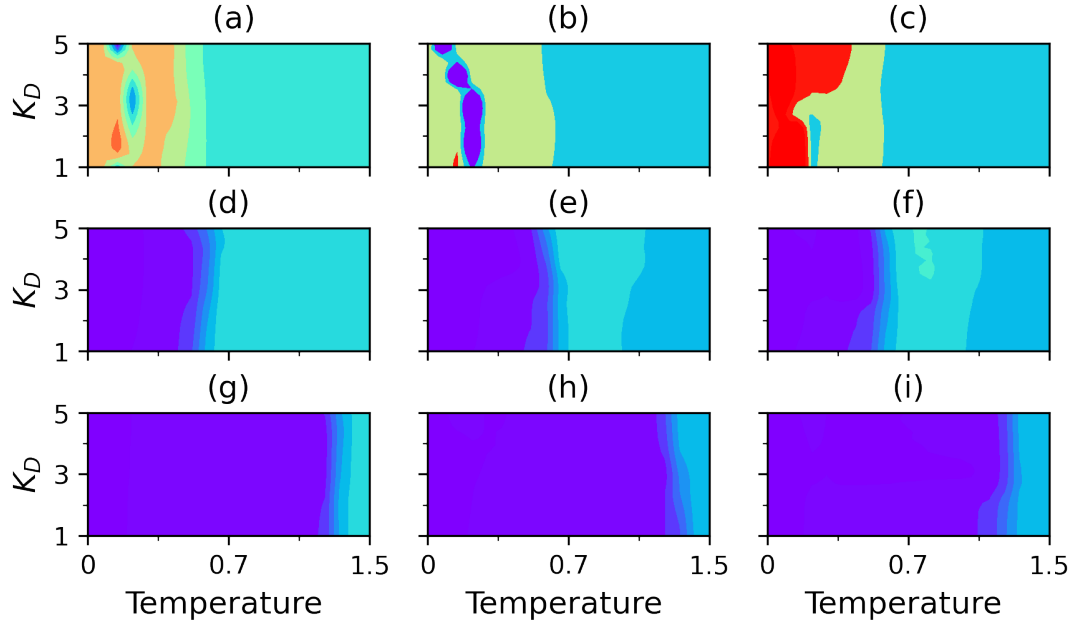 (a) (b) (c)
5
3
1
K_D
(d) (e) (f)
5
3
1
K_D
(g) (h) (i)
5
3
1
K_D
0 0.7 1.5 0 0.7 1.5 0 0.7 1.5
Temperature Temperature Temperature